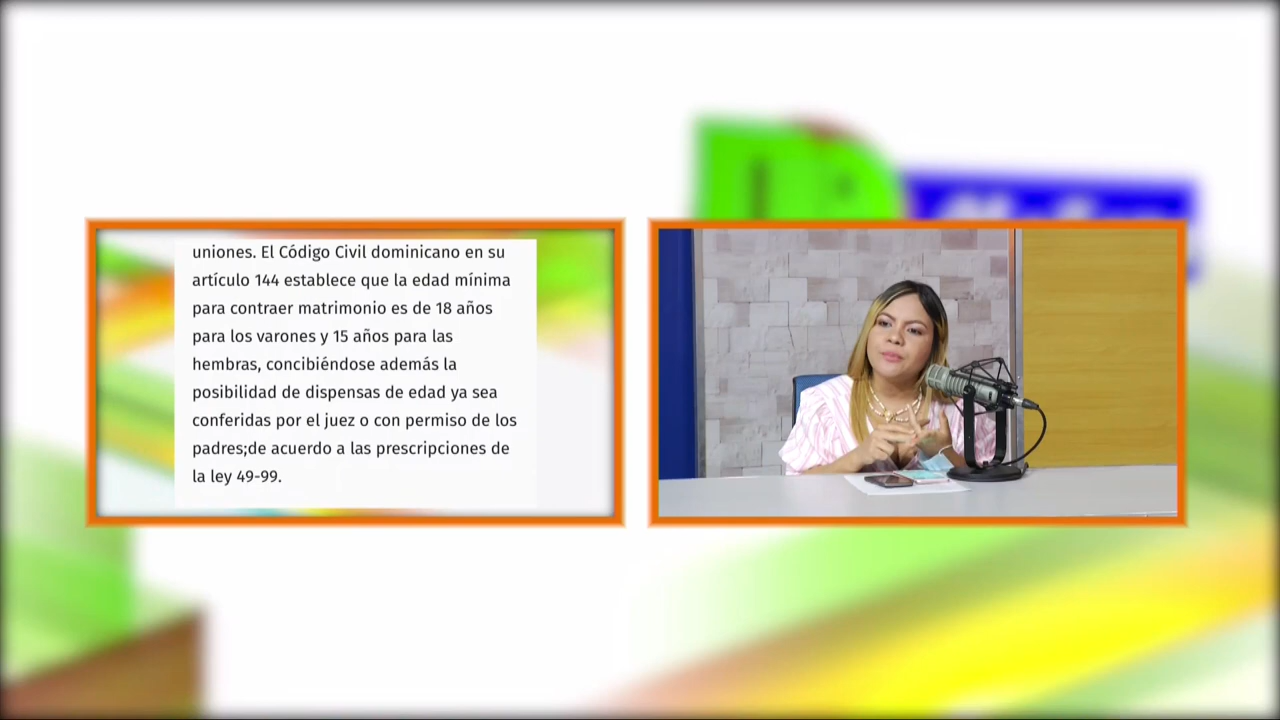 uniones. El Código Civil dominicano en su
artículo 144 establece que la edad mínima
para contraer matrimonio es de 18 años
para los varones y 15 años para las
hembras, concibiéndose además la
posibilidad de dispensas de edad ya sea
conferidas por el juez o con permiso de los
padres;de acuerdo a las prescripciones de
la ley 49-99.